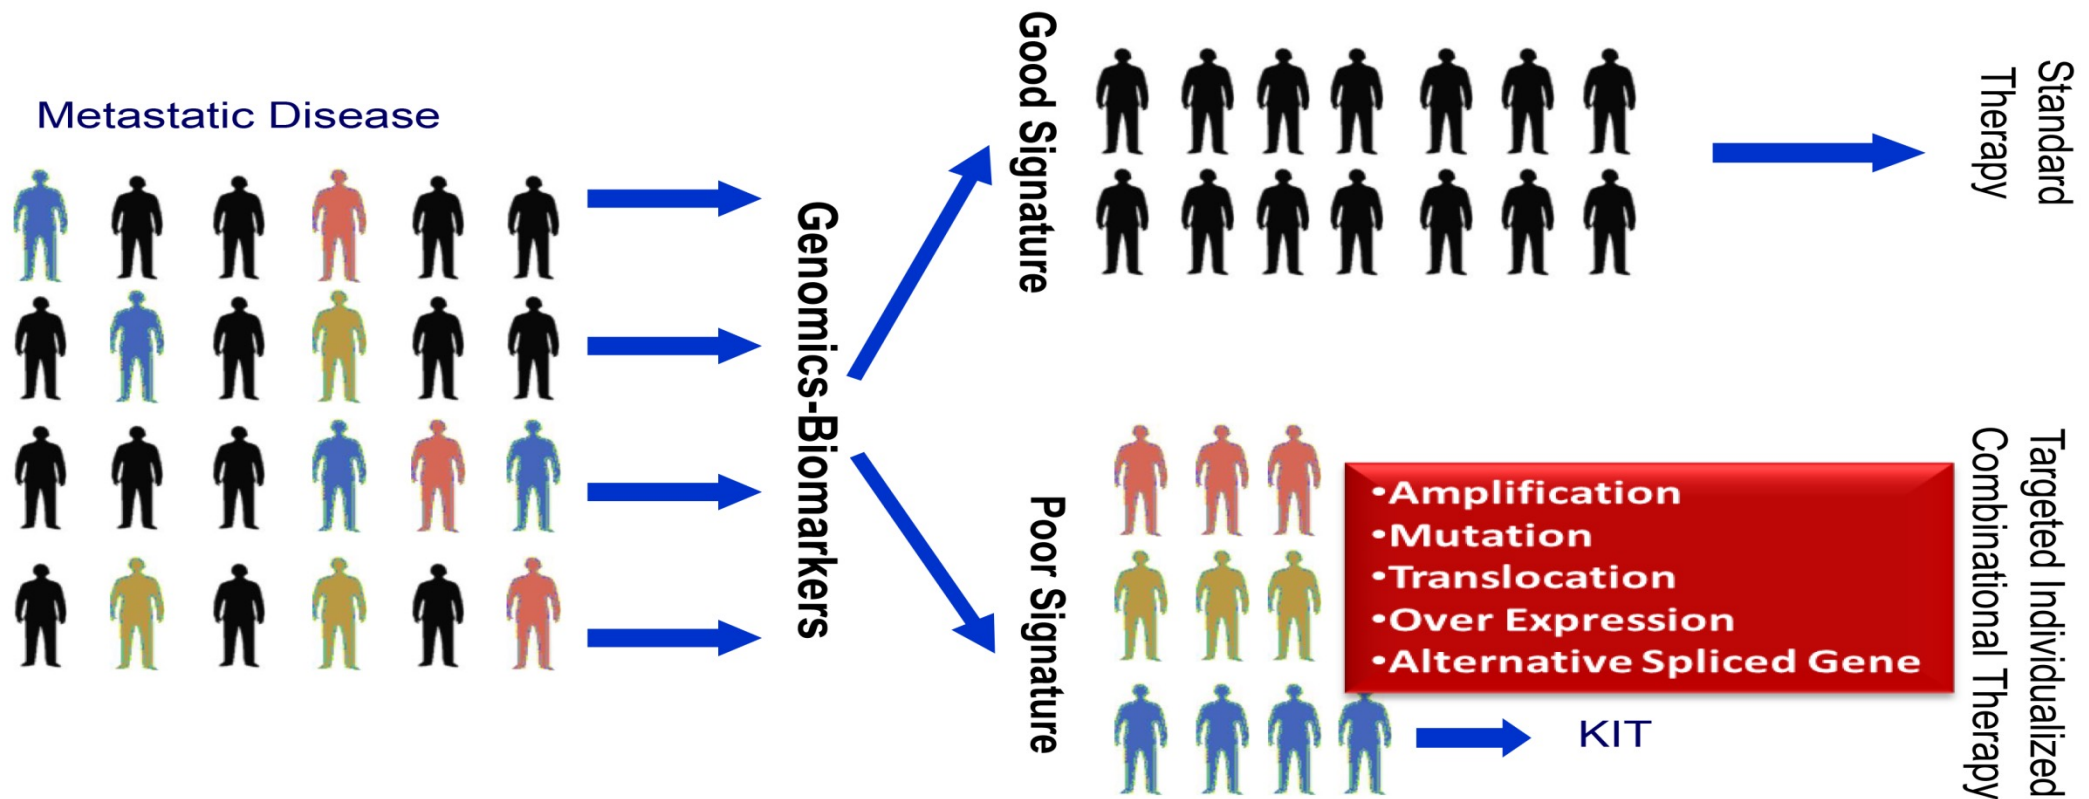 Metastatic Disease
Genomics-Biomarkers
Good Signature
Standard
Therapy
Poor Signature
•Amplification
•Mutation
•Translocation
•Over Expression
•Alternative Spliced Gene
KIT
Targeted Individualized
Combinational Therapy